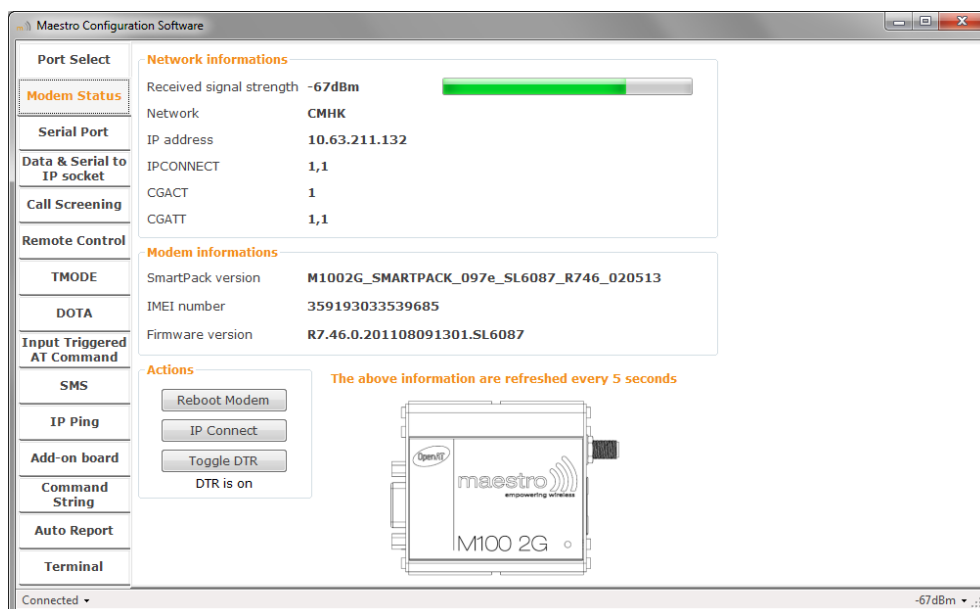 Maestro Configuration Software
Port Select
Modem Status
Serial Port
Data & Serial to
IP socket
Call Screening
Remote Control
TMODE
DOTA
Input Triggered
AT Command
SMS
IP Ping
Add-on board
Command
String
Auto Report
Terminal
Network informations
Received signal strength -67dBm
Network CMHK
IP address 10.63.211.132
IPCONNECT 1,1
CGACT 1
CGATT 1,1
Modem informations
SmartPack version M1002G_SMARTPACK_097e_SL6087_R746_020513
IMEI number 359193033539685
Firmware version R7.46.0.201108091301.SL6087
Actions
Reboot Modem
IP Connect
Toggle DTR
DTR is on
The above information are refreshed every 5 seconds
OpenAT
maestro
empowering wireless
M100 2G
Connected
-67dBm